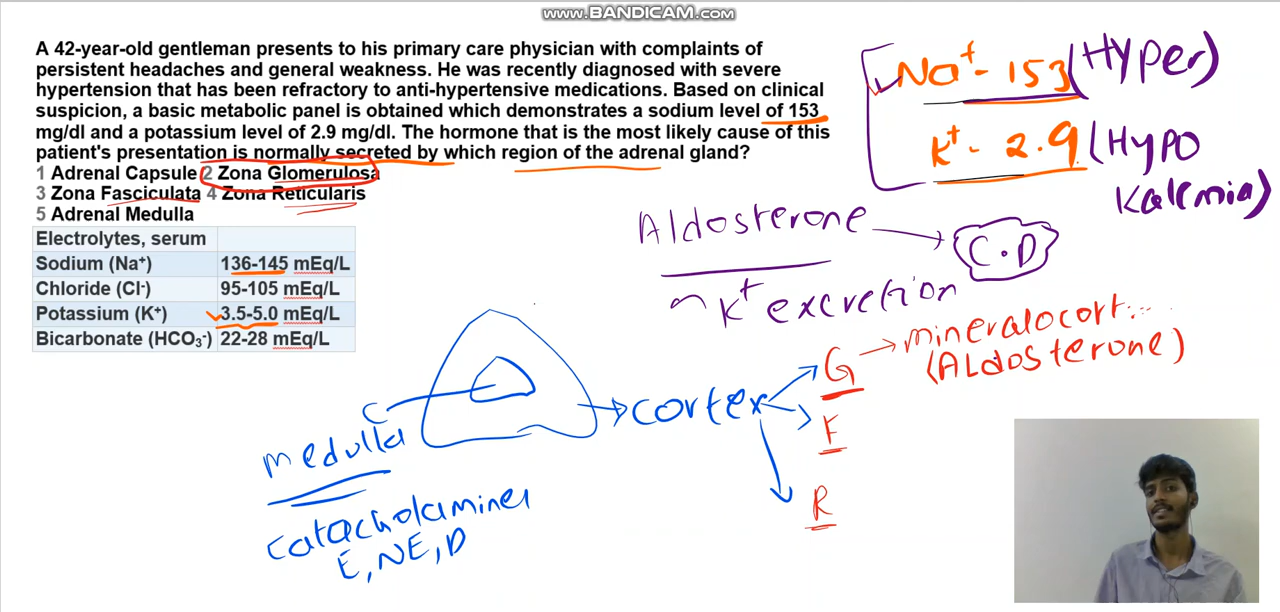 www.BANDICAM.com
A 42-year-old gentleman presents to his primary care physician with complaints of
persistent headaches and general weakness. He was recently diagnosed with severe
hypertension that has been refractory to anti-hypertensive medications. Based on clinical
suspicion, a basic metabolic panel is obtained which demonstrates a sodium level of 153
mg/dl and a potassium level of 2.9 mg/dl. The hormone that is the most likely cause of this
patient's presentation is normally secreted by which region of the adrenal gland?
1 Adrenal Capsule 2 Zona Glomerulosa
3 Zona Fasciculata 4 Zona Reticularis
5 Adrenal Medulla
Electrolytes, serum
Sodium (Na⁺) 136-145 mEq/L
Chloride (Cl⁻) 95-105 mEq/L
Potassium (K⁺) 3.5-5.0 mEq/L
Bicarbonate (HCO₃⁻) 22-28 mEq/L
Na⁺ - 153 (Hyper)
K⁺ - 2.9 (Hypo
Kalemia)
Aldosterone → C.D
K⁺ excretion
G → mineralocort...
(Aldosterone)
cortex
F
R
medulla
catacholamines
E, NE, D